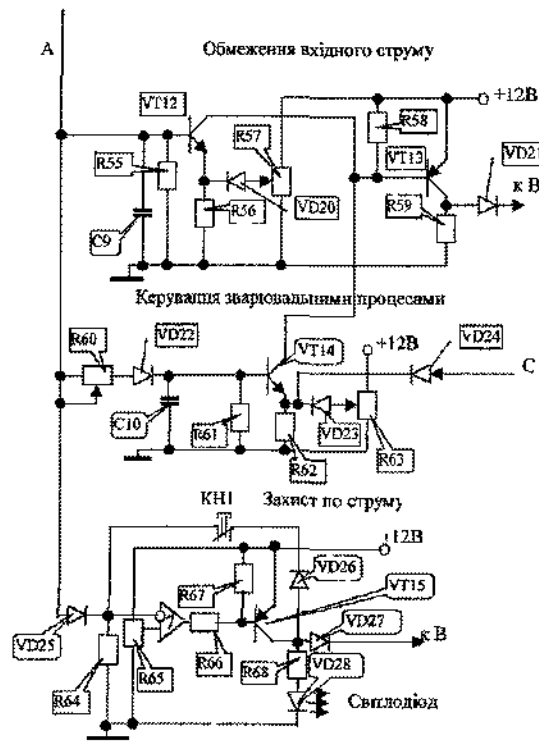 A
Обмеження вхідного струму
+12В
VT12
R57
R58
VD21
R55
VT13
к В
R56
VD20
R59
C9
Керування зварювальними процесами
R60
VD22
VT14
+12В
VD24
C
C10
R61
VD23
R62
R63
КН1
Захист по струму
+12В
VD26
VT15
R67
VD27
к В
VD25
R66
R68
VD28
R64
R65
Світлодіод